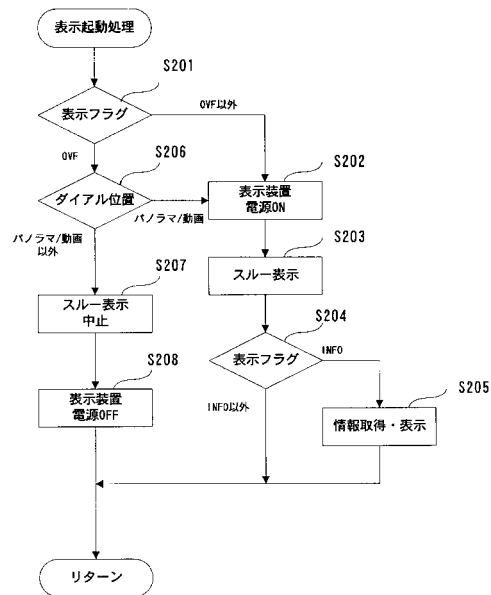 表示起動処理
S201
表示フラグ
OVF以外
OVF
S206
S202
ダイアル位置
パノラマ/動画
表示装置
電源ON
パノラマ/動画
以外
S203
S207
スルー表示
スルー表示
中止
S204
表示フラグ
INFO
S208
表示装置
電源OFF
INFO以外
S205
情報取得・表示
リターン